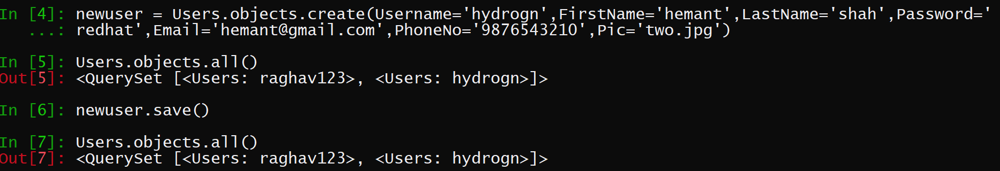 In [4]: newuser = Users.objects.create(Username='hydrogn',FirstName='hemant',LastName='shah',Password='
...: redhat',Email='hemant@gmail.com',PhoneNo='9876543210',Pic='two.jpg')
In [5]: Users.objects.all()
Out[5]: <QuerySet [<Users: raghav123>, <Users: hydrogn>]>
In [6]: newuser.save()
In [7]: Users.objects.all()
Out[7]: <QuerySet [<Users: raghav123>, <Users: hydrogn>]>